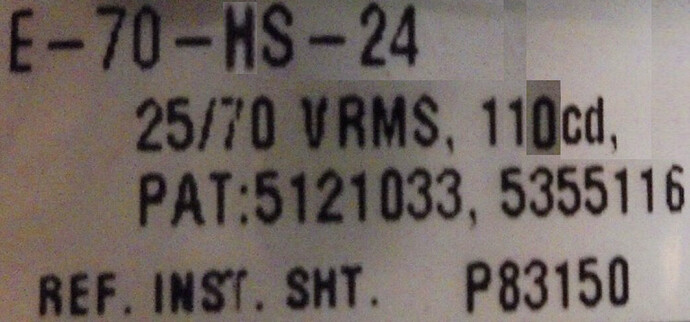 E-70-HS-24
25/70 VRMS, 110cd,
PAT:5121033, 5355116
REF. INST. SHT. P83150